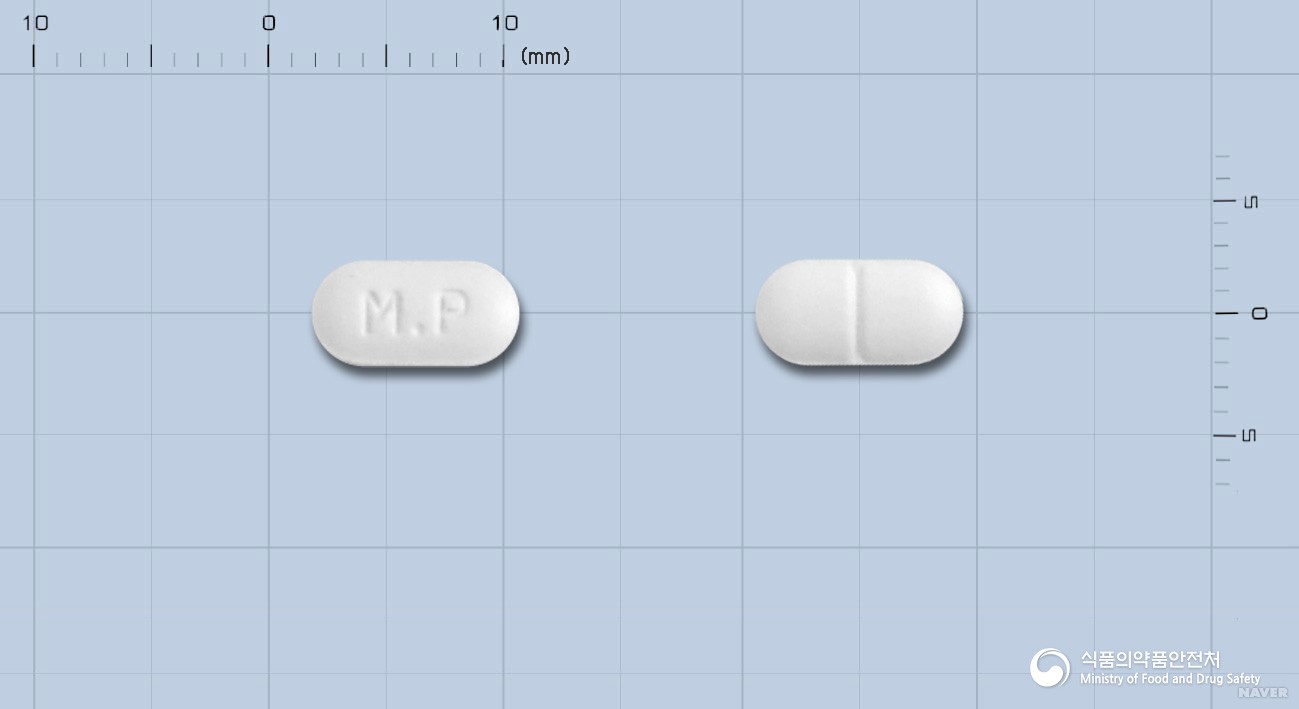 10 0 10
(mm)
M.P
5
0
5
식품의약품안전처
Ministry of Food and Drug Safety
NAVER